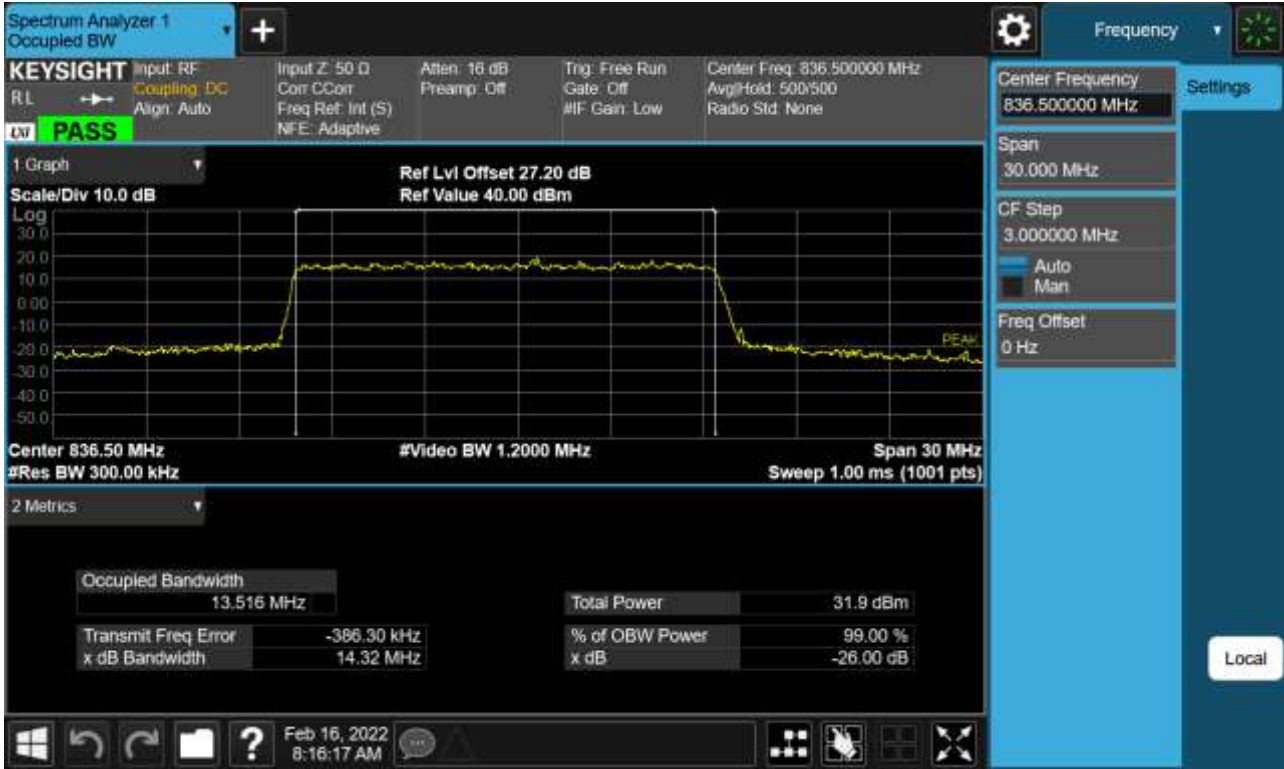 Spectrum Analyzer 1
Occupied BW
+
Frequency
KEYSIGHT
RL
LXI
PASS
Input: RF
Coupling: DC
Align: Auto
Input Z: 50 Ω
Corr CCorr
Freq Ref: Int (S)
NFE: Adaptive
Atten: 16 dB
Preamp: Off
Trig: Free Run
Gate: Off
#IF Gain: Low
Center Freq: 836.500000 MHz
Avg|Hold: 500/500
Radio Std: None
Center Frequency
836.500000 MHz
Settings
Span
30.000 MHz
CF Step
3.000000 MHz
Auto
Man
Freq Offset
0 Hz
Local
1 Graph
Scale/Div 10.0 dB
Ref Lvl Offset 27.20 dB
Ref Value 40.00 dBm
Log
30.0
20.0
10.0
0.00
-10.0
-20.0
-30.0
-40.0
-50.0
PEAK
Center 836.50 MHz
#Video BW 1.2000 MHz
Span 30 MHz
#Res BW 300.00 kHz
Sweep 1.00 ms (1001 pts)
2 Metrics
Occupied Bandwidth
13.516 MHz
Total Power 31.9 dBm
Transmit Freq Error -386.30 kHz
% of OBW Power 99.00 %
x dB Bandwidth 14.32 MHz
x dB -26.00 dB
?
Feb 16, 2022
8:16:17 AM